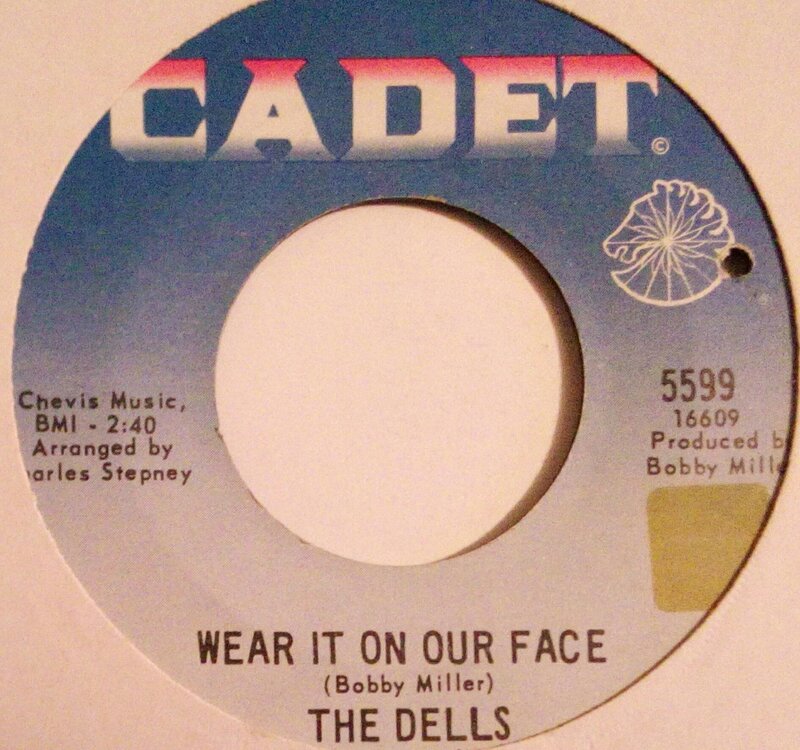 CADET
©
Chevis Music,
BMI - 2:40
Arranged by
arles Stepney
5599
16609
Produced b
Bobby Mill
WEAR IT ON OUR FACE
(Bobby Miller)
THE DELLS